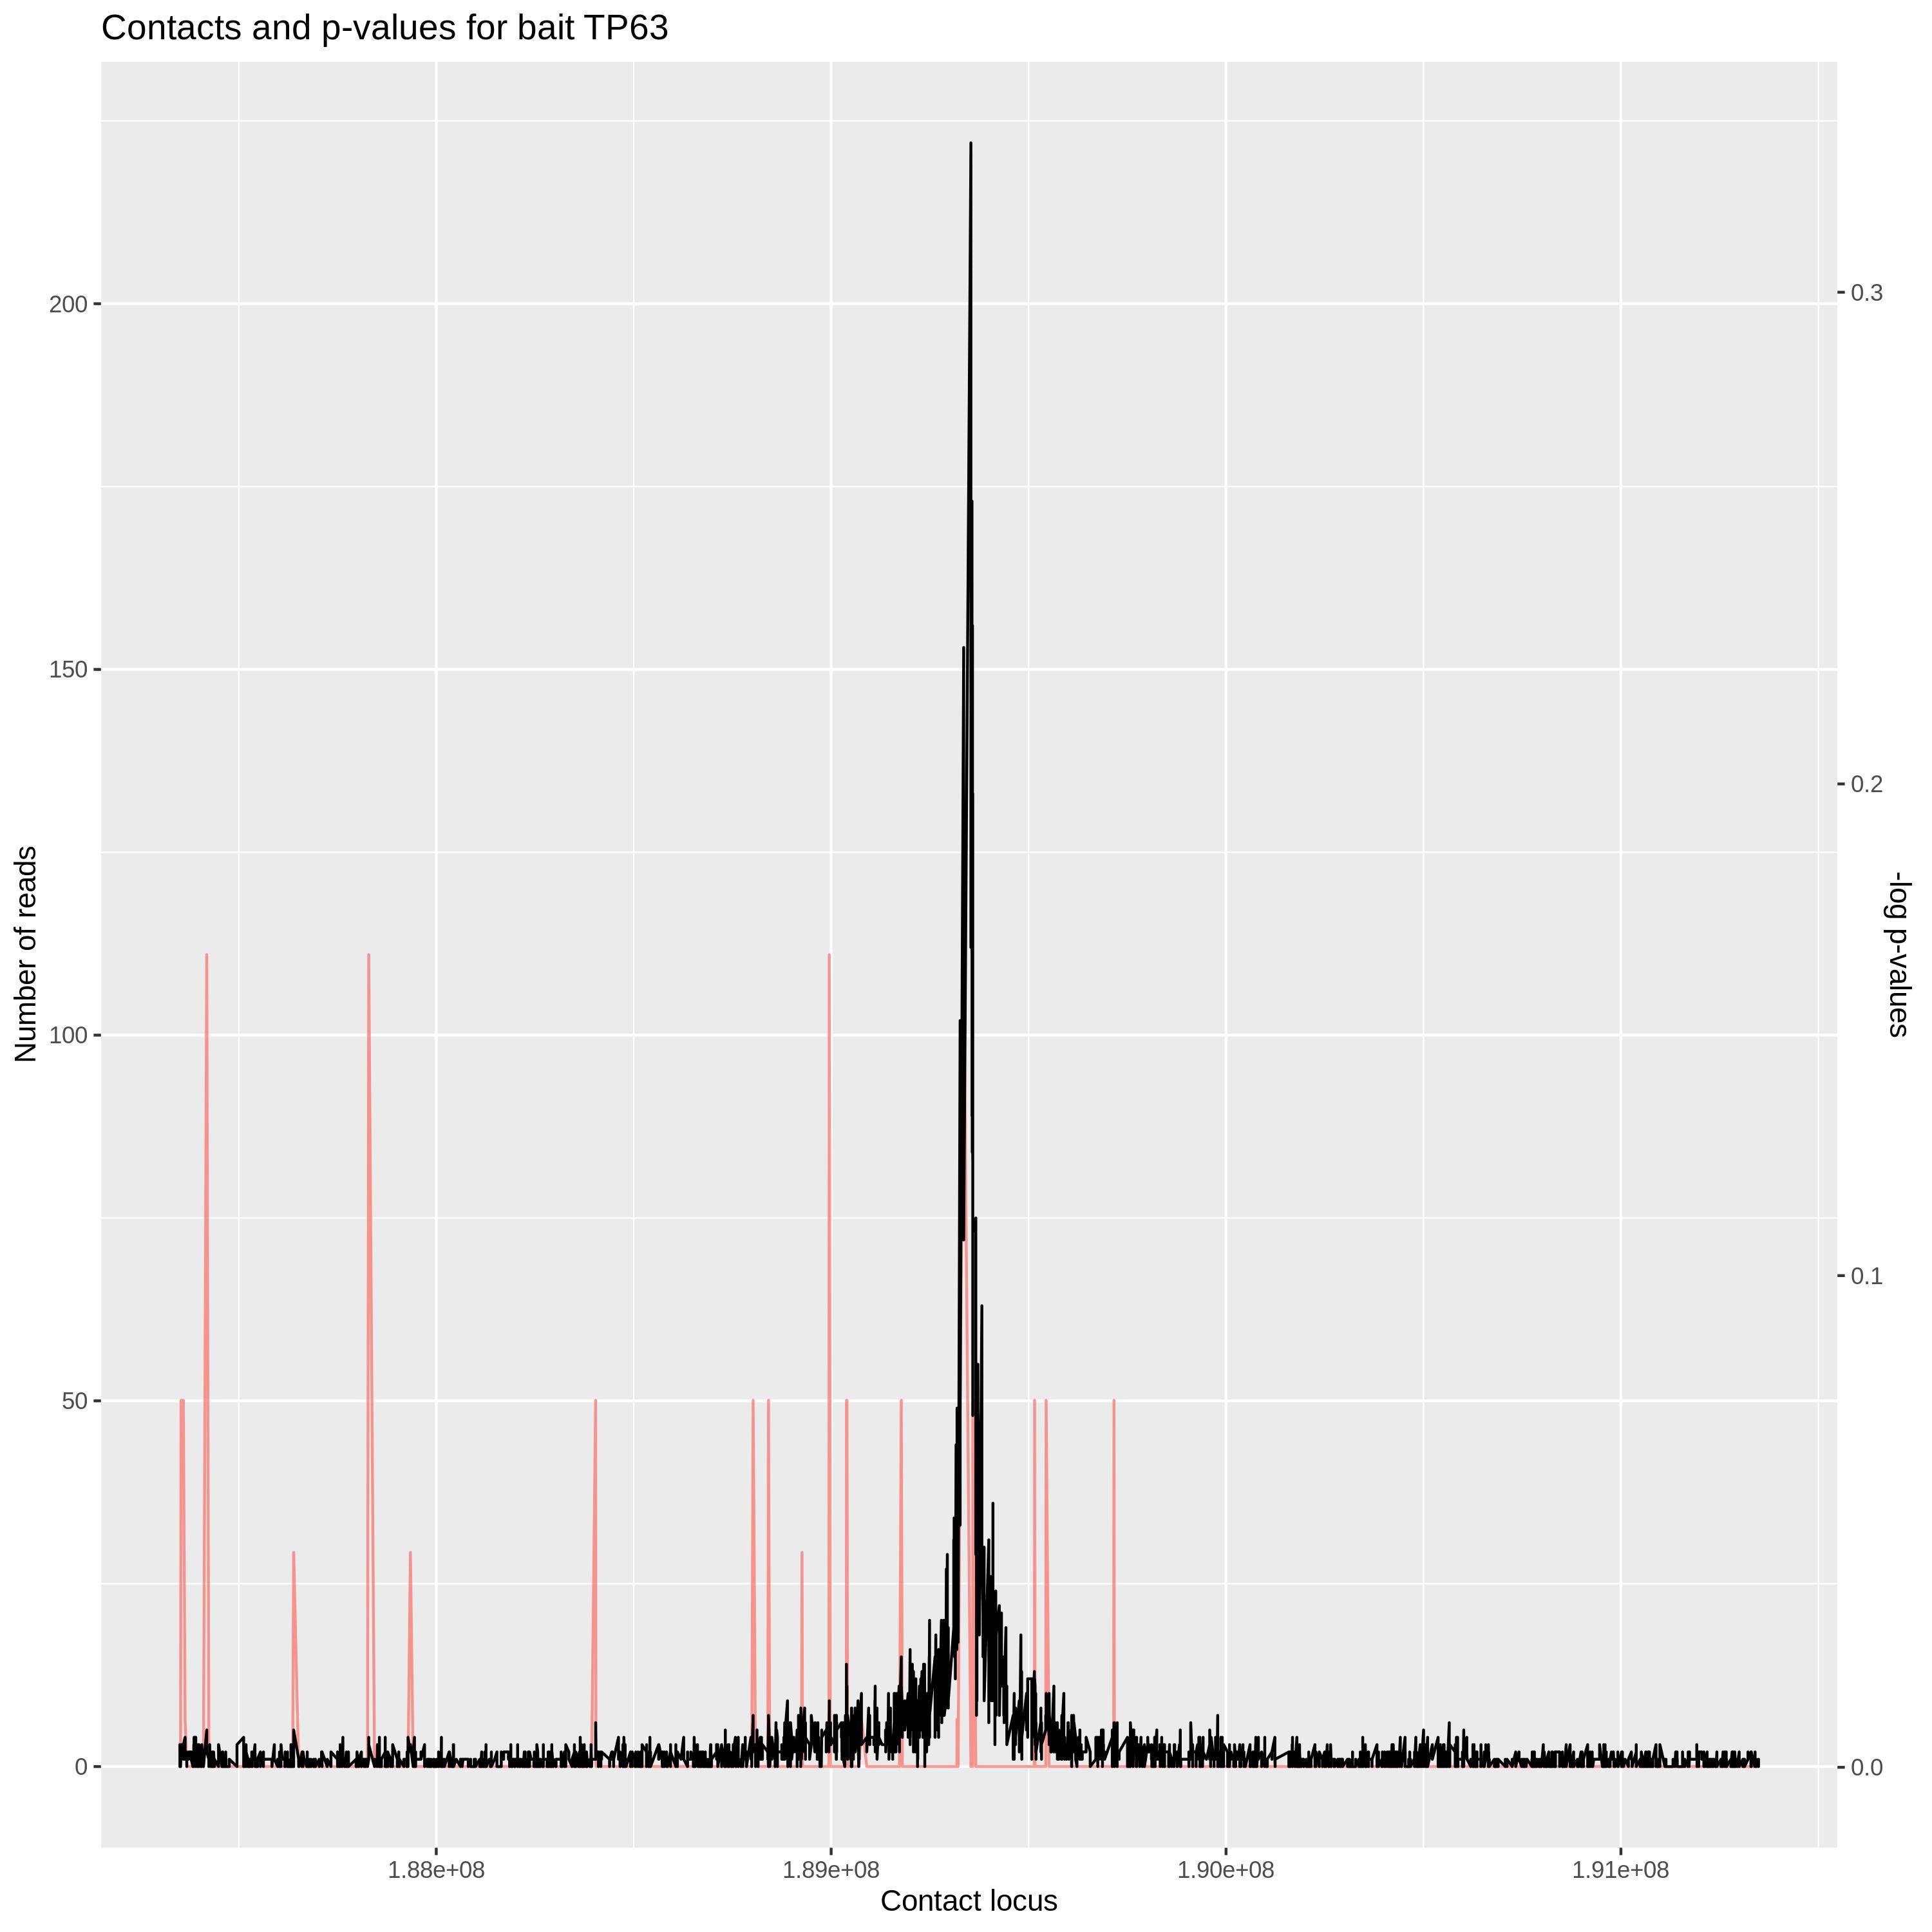 Contacts and p-values for bait TP63
Number of reads
200
150
100
50
0
0.3
0.2
0.1
0.0
-log p-values
1.88e+08 1.89e+08 1.90e+08 1.91e+08
Contact locus